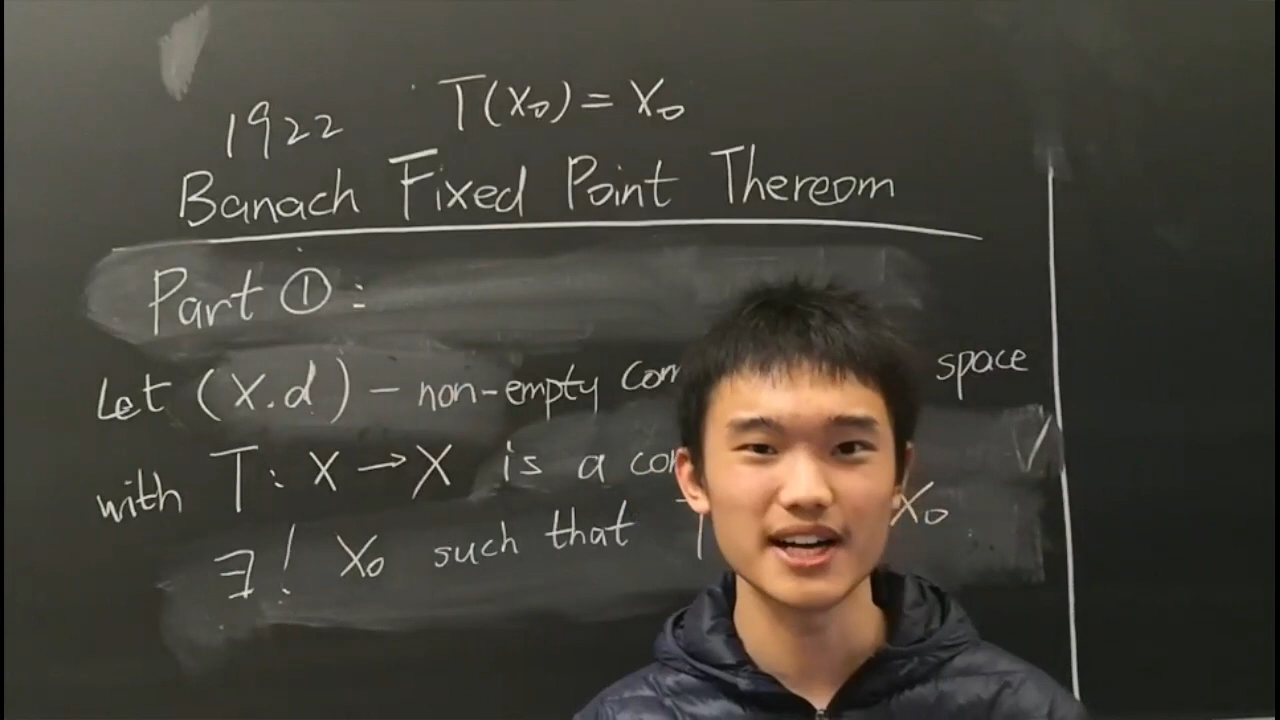 1922 T(x₀) = x₀
Banach Fixed Point Thereom
Part ①:
Let (X.d) - non-empty com space
with T: X → X is a con
∃! x₀ such that T x₀